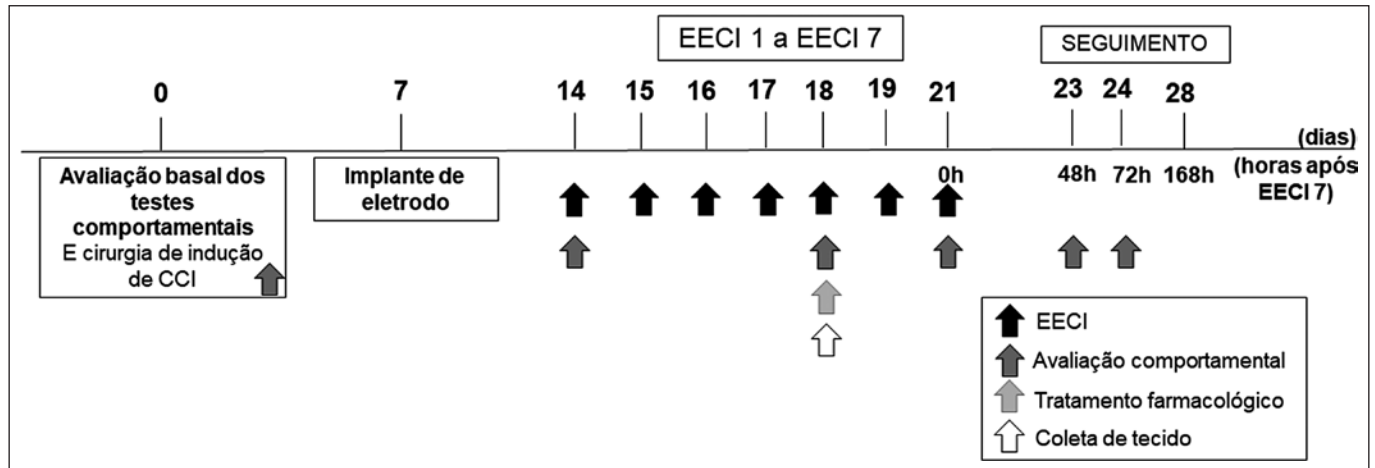 EECI 1 a EECI 7
SEGUIMENTO
0 7 14 15 16 17 18 19 21 23 24 28
(dias)
0h 48h 72h 168h
(horas após
EECI 7)
Avaliação basal dos
testes
comportamentais
E cirurgia de indução
de CCI
Implante de
eletrodo
EECI
Avaliação comportamental
Tratamento farmacológico
Coleta de tecido